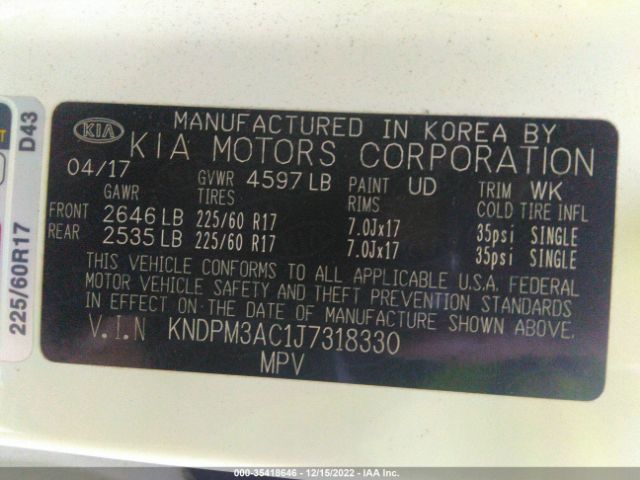 KIA
MANUFACTURED IN KOREA BY
KIA MOTORS CORPORATION
04/17 GVWR 4597 LB PAINT UD TRIM WK
GAWR TIRES RIMS COLD TIRE INFL
FRONT 2646 LB 225/60 R17 7.0Jx17 35psi SINGLE
REAR 2535 LB 225/60 R17 7.0Jx17 35psi SINGLE
THIS VEHICLE CONFORMS TO ALL APPLICABLE U.S.A. FEDERAL
MOTOR VEHICLE SAFETY AND THEFT PREVENTION STANDARDS
IN EFFECT ON THE DATE OF MANUFACTURE SHOWN ABOVE.
V.I.N KNDPM3AC1J7318330
MPV
D43
225/60R17
000-35418646 - 12/15/2022 - IAA Inc.